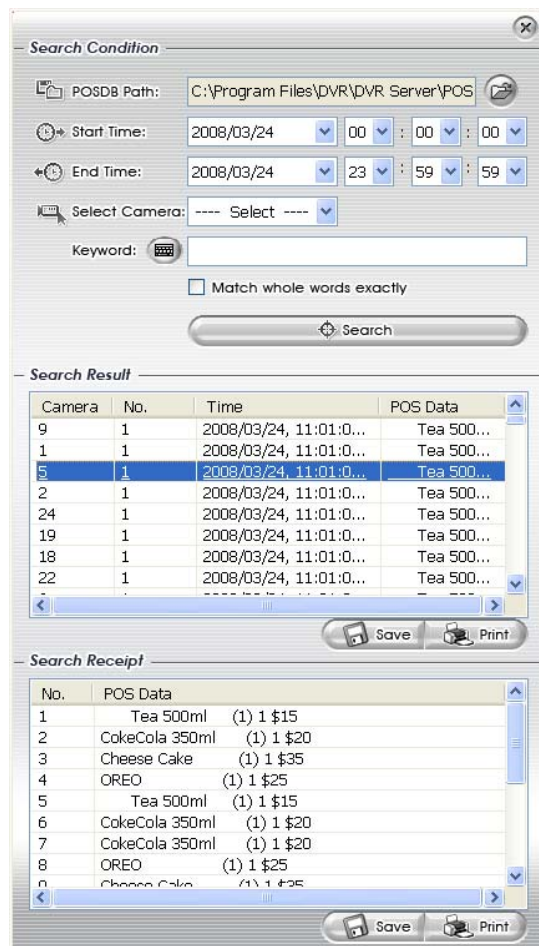 Search Condition
POSDB Path: C:\Program Files\DVR\DVR Server\POS
Start Time: 2008/03/24 00 : 00 : 00
End Time: 2008/03/24 23 : 59 : 59
Select Camera: ---- Select ----
Keyword:
Match whole words exactly
Search
Search Result
Camera No. Time POS Data
9 1 2008/03/24, 11:01:0... Tea 500...
1 1 2008/03/24, 11:01:0... Tea 500...
5 1 2008/03/24, 11:01:0... Tea 500...
2 1 2008/03/24, 11:01:0... Tea 500...
24 1 2008/03/24, 11:01:0... Tea 500...
19 1 2008/03/24, 11:01:0... Tea 500...
18 1 2008/03/24, 11:01:0... Tea 500...
22 1 2008/03/24, 11:01:0... Tea 500...
Save Print
Search Receipt
No. POS Data
1 Tea 500ml (1) 1 $15
2 CokeCola 350ml (1) 1 $20
3 Cheese Cake (1) 1 $35
4 OREO (1) 1 $25
5 Tea 500ml (1) 1 $15
6 CokeCola 350ml (1) 1 $20
7 CokeCola 350ml (1) 1 $20
8 OREO (1) 1 $25
9 Cheese Cake (1) 1 $35
Save Print